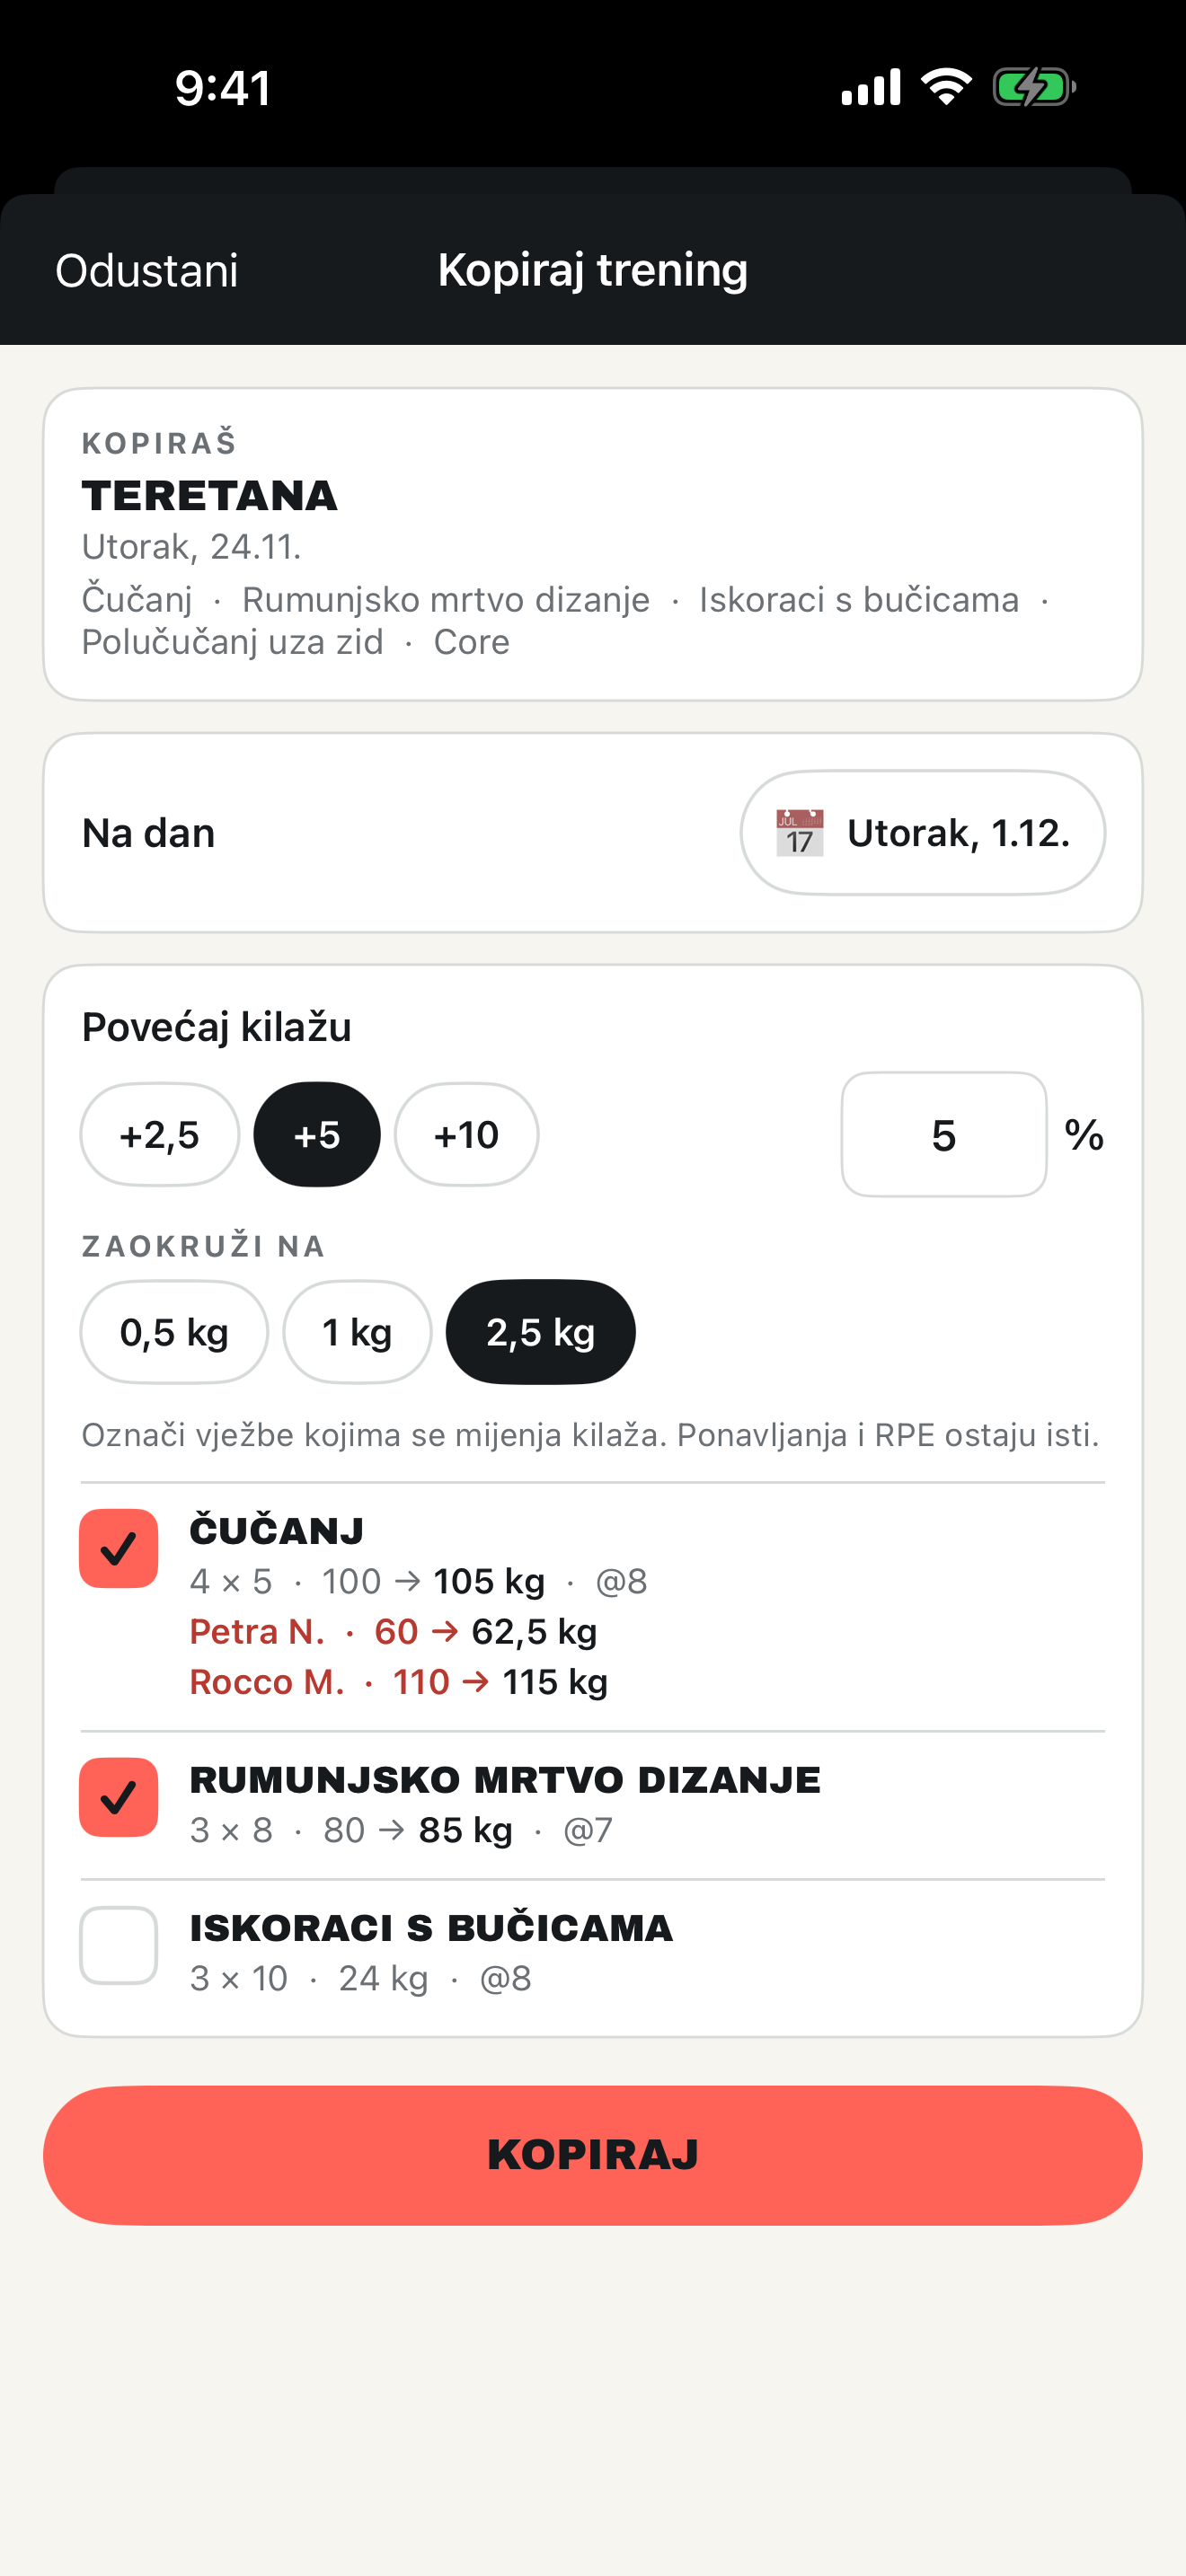 9:41
Odustani
Kopiraj trening
KOPIRAŠ
TERETANA
Utorak, 24.11.
Čučanj · Rumunjsko mrtvo dizanje · Iskoraci s bučicama ·
Polučučanj uza zid · Core
Na dan
JUL 17 Utorak, 1.12.
Povećaj kilažu
+2,5 +5 +10 5 %
ZAOKRUŽI NA
0,5 kg 1 kg 2,5 kg
Označi vježbe kojima se mijenja kilaža. Ponavljanja i RPE ostaju isti.
ČUČANJ
4 × 5 · 100 → 105 kg · @8
Petra N. · 60 → 62,5 kg
Rocco M. · 110 → 115 kg
RUMUNJSKO MRTVO DIZANJE
3 × 8 · 80 → 85 kg · @7
ISKORACI S BUČICAMA
3 × 10 · 24 kg · @8
KOPIRAJ